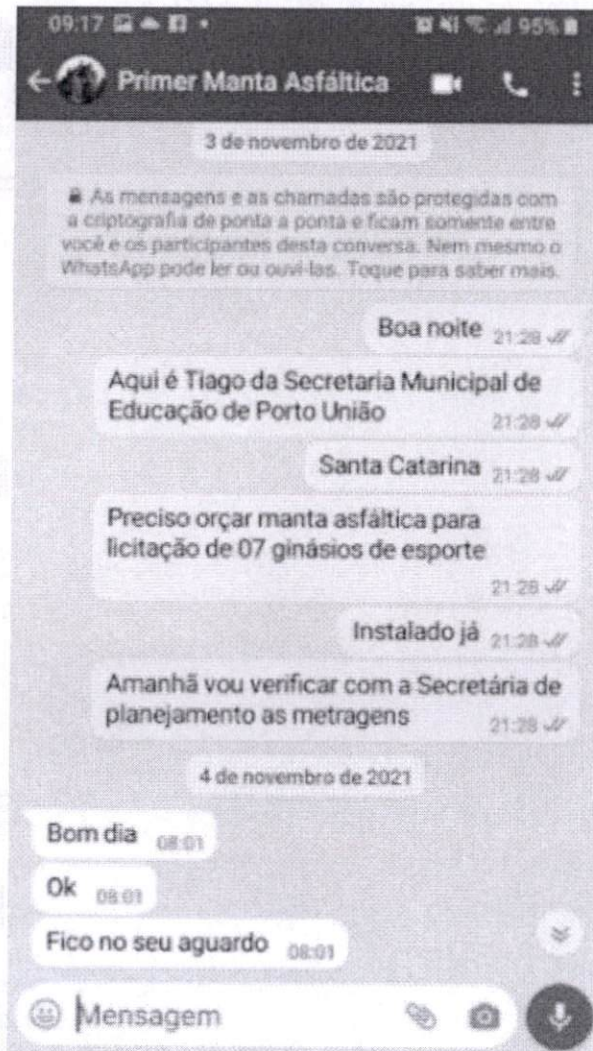 09:17 95%
Primer Manta Asfáltica
3 de novembro de 2021
As mensagens e as chamadas são protegidas com
a criptografia de ponta a ponta e ficam somente entre
você e os participantes desta conversa. Nem mesmo o
WhatsApp pode ler ou ouvi-las. Toque para saber mais.
Boa noite 21:28
Aqui é Tiago da Secretaria Municipal de
Educação de Porto União 21:28
Santa Catarina 21:28
Preciso orçar manta asfáltica para
licitação de 07 ginásios de esporte
21:28
Instalado já 21:28
Amanhã vou verificar com a Secretária de
planejamento as metragens 21:28
4 de novembro de 2021
Bom dia 08:01
Ok 08:01
Fico no seu aguardo 08:01
Mensagem